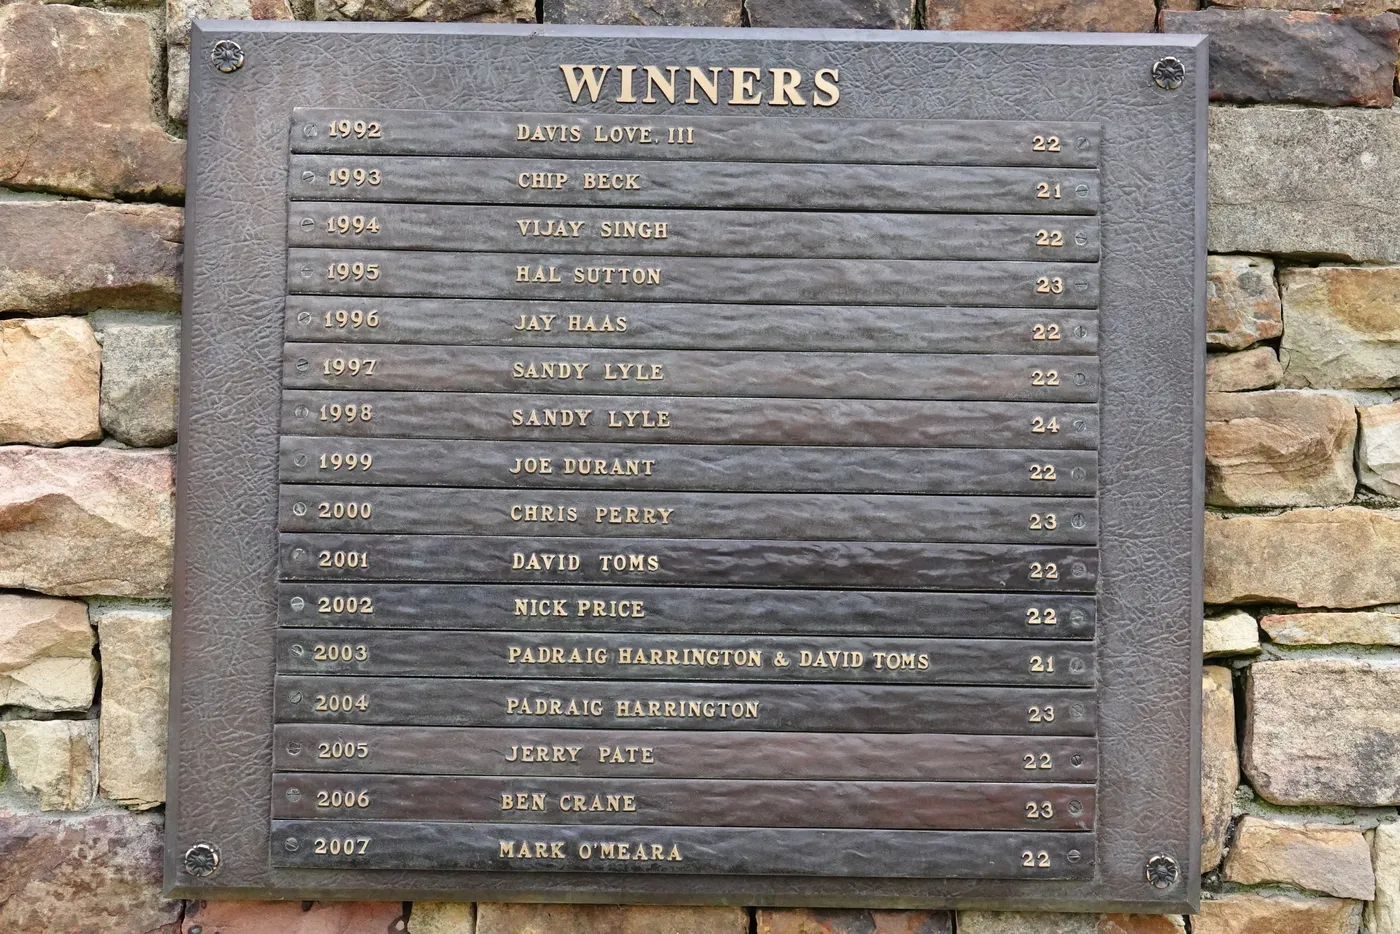 WINNERS
1992 DAVIS LOVE, III 22
1993 CHIP BECK 21
1994 VIJAY SINGH 22
1995 HAL SUTTON 23
1996 JAY HAAS 22
1997 SANDY LYLE 22
1998 SANDY LYLE 24
1999 JOE DURANT 22
2000 CHRIS PERRY 23
2001 DAVID TOMS 22
2002 NICK PRICE 22
2003 PADRAIG HARRINGTON & DAVID TOMS 21
2004 PADRAIG HARRINGTON 23
2005 JERRY PATE 22
2006 BEN CRANE 23
2007 MARK O'MEARA 22